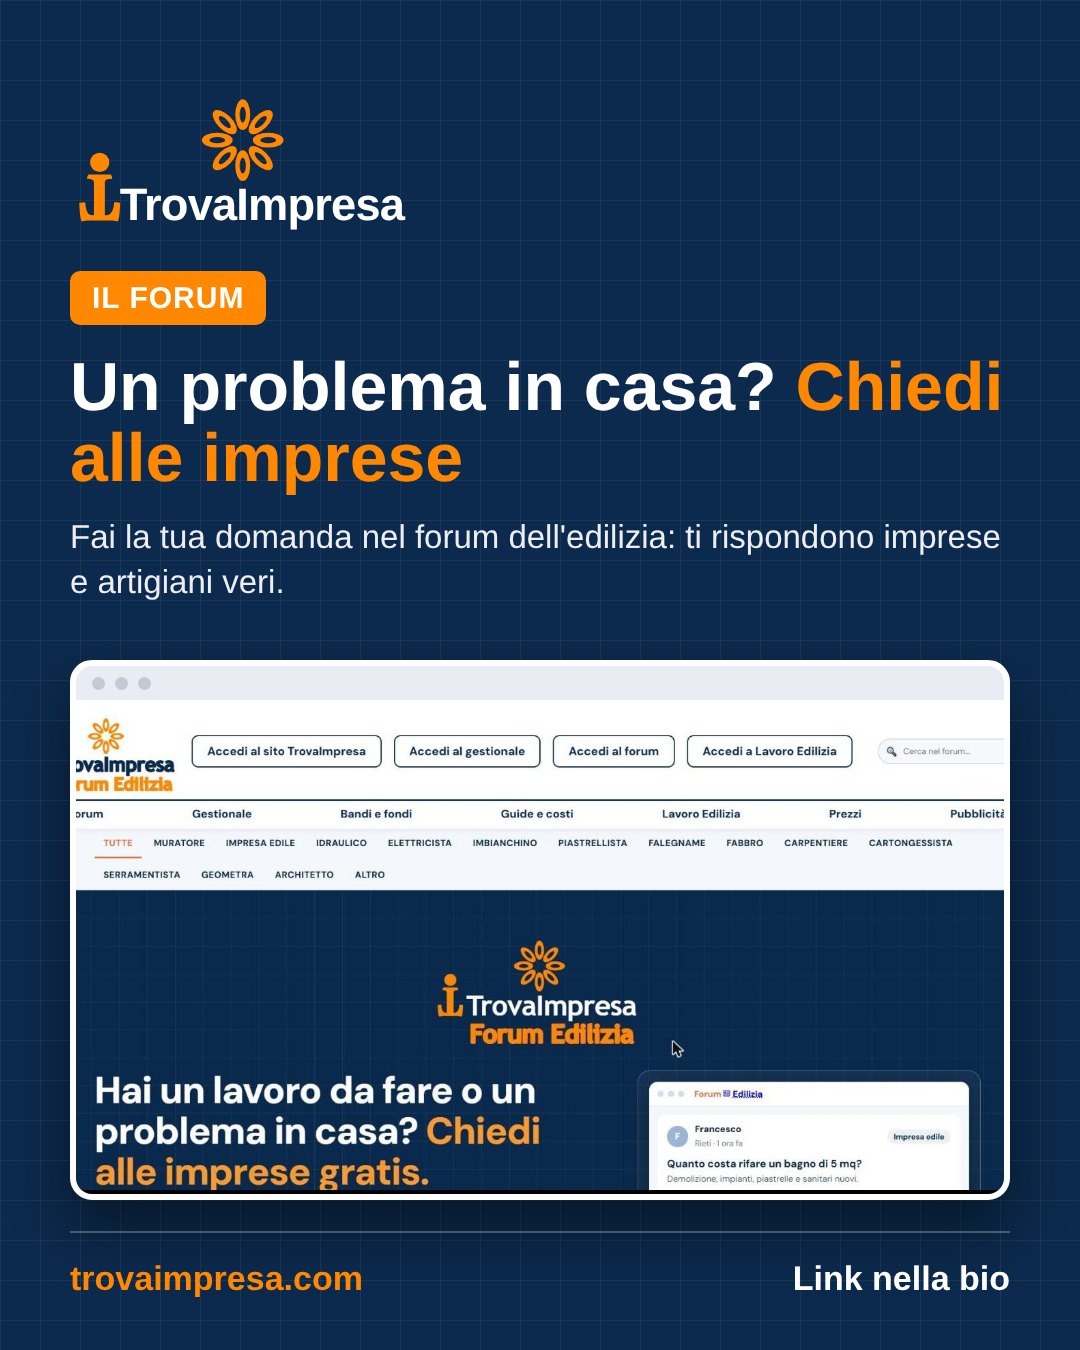 TrovaImpresa
IL FORUM
Un problema in casa? Chiedi
alle imprese
Fai la tua domanda nel forum dell'edilizia: ti rispondono imprese
e artigiani veri.
ovaImpresa
rum Edilizia
Accedi al sito TrovaImpresa
Accedi al gestionale
Accedi al forum
Accedi a Lavoro Edilizia
Cerca nel forum...
orum
Gestionale
Bandi e fondi
Guide e costi
Lavoro Edilizia
Prezzi
Pubblicità
TUTTE MURATORE IMPRESA EDILE IDRAULICO ELETTRICISTA IMBIANCHINO PIASTRELLISTA FALEGNAME FABBRO CARPENTIERE CARTONGESSISTA
SERRAMENTISTA GEOMETRA ARCHITETTO ALTRO
TrovaImpresa
Forum Edilizia
Hai un lavoro da fare o un
problema in casa? Chiedi
alle imprese gratis.
Forum Edilizia
F
Francesco
Rieti · 1 ora fa
Impresa edile
Quanto costa rifare un bagno di 5 mq?
Demolizione, impianti, piastrelle e sanitari nuovi.
trovaimpresa.com
Link nella bio